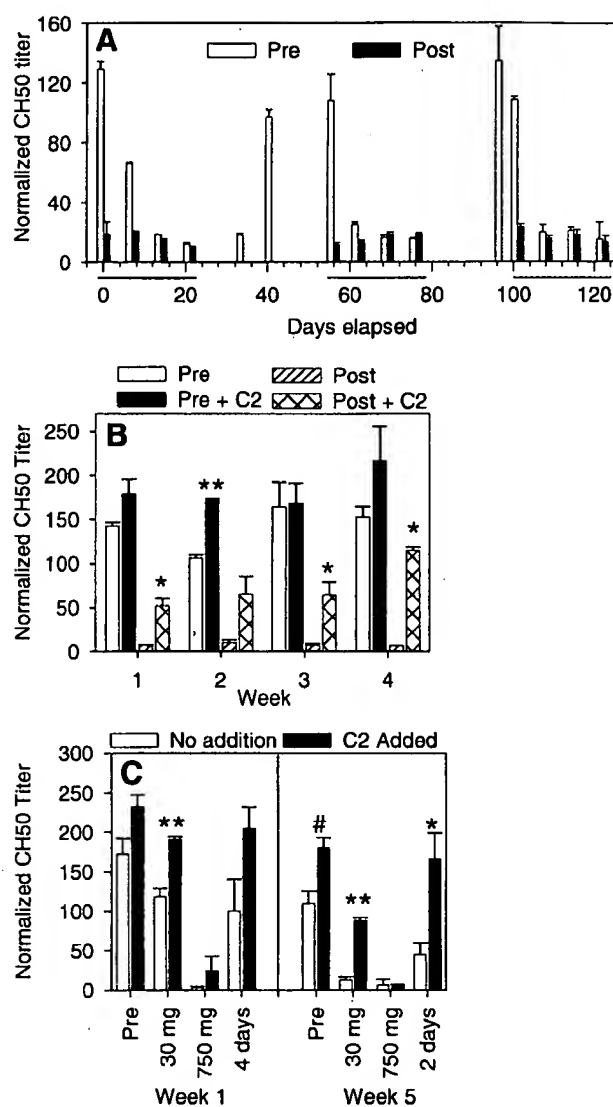 A
Pre Post
Normalized CH50 titer
160
120
80
40
0
0 20 40 60 80 100 120
Days elapsed
Pre Post
Pre + C2 Post + C2
B
Normalized CH50 Titer
250
200
150
100
50
0
** * * *
1 2 3 4
Week
No addition C2 Added
C
Normalized CH50 Titer
300
250
200
150
100
50
0
** # ** *
Pre 30 mg 750 mg 4 days Pre 30 mg 750 mg 2 days
Week 1 Week 5